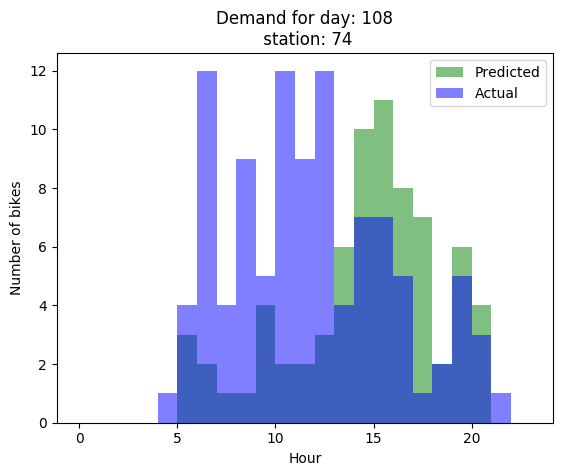 Demand for day: 108
station: 74
Predicted
Actual
Number of bikes
12
10
8
6
4
2
0
0 5 10 15 20
Hour